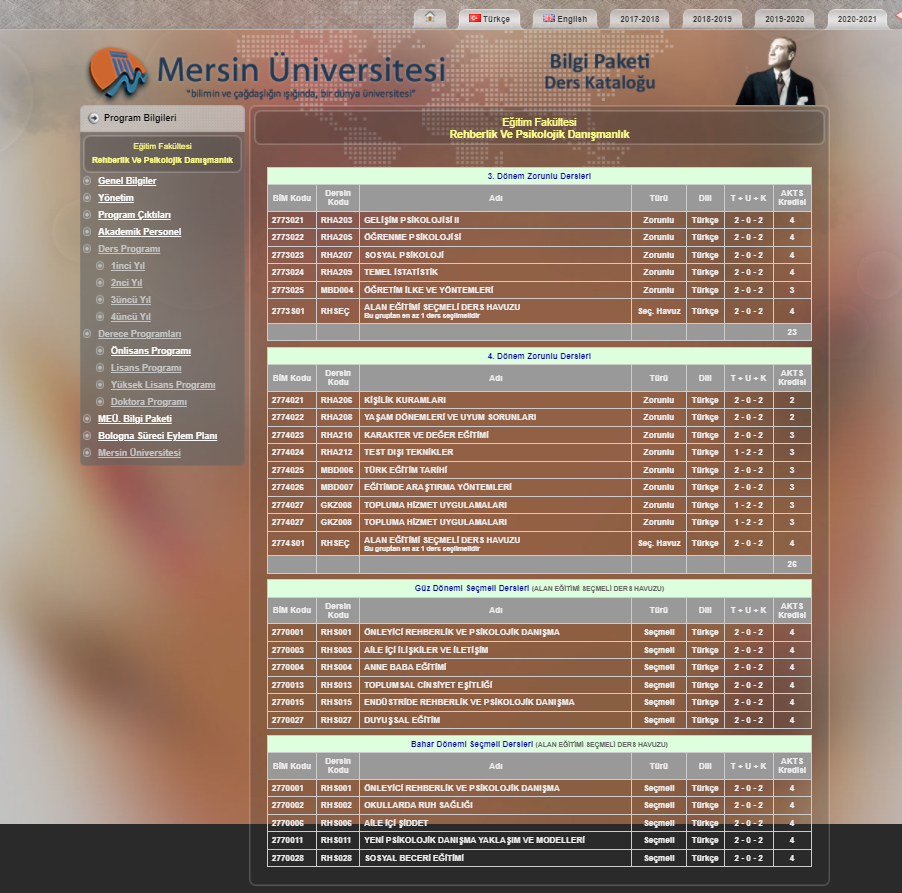 Türkçe English 2017-2018 2018-2019 2019-2020 2020-2021
Mersin Üniversitesi
"bilimin ve çağdaşlığın ışığında, bir dünya üniversitesi"
Bilgi Paketi
Ders Kataloğu
Program Bilgileri
Eğitim Fakültesi
Rehberlik Ve Psikolojik Danışmanlık
Genel Bilgiler
Yönetim
Program Çıktıları
Akademik Personel
Ders Programı
1inci Yıl
2nci Yıl
3üncü Yıl
4üncü Yıl
Derece Programları
Önlisans Programı
Lisans Programı
Yüksek Lisans Programı
Doktora Programı
MEÜ. Bilgi Paketi
Bologna Süreci Eylem Planı
Mersin Üniversitesi
Eğitim Fakültesi
Rehberlik Ve Psikolojik Danışmanlık
3. Dönem Zorunlu Dersleri
BİM Kodu Dersin Kodu Adı Türü Dili T + U + K AKTS Kredisi
2773021 RHA203 GELİŞİM PSİKOLOJİSİ II Zorunlu Türkçe 2 - 0 - 2 4
2773022 RHA205 ÖĞRENME PSİKOLOJİSİ Zorunlu Türkçe 2 - 0 - 2 4
2773023 RHA207 SOSYAL PSİKOLOJİ Zorunlu Türkçe 2 - 0 - 2 4
2773024 RHA209 TEMEL İSTATİSTİK Zorunlu Türkçe 2 - 0 - 2 4
2773025 MBD004 ÖĞRETİM İLKE VE YÖNTEMLERİ Zorunlu Türkçe 2 - 0 - 2 3
2773S01 RHSEÇ ALAN EĞİTİMİ SEÇMELİ DERS HAVUZU Seç. Havuz Türkçe 2 - 0 - 2 4
Bu gruptan en az 1 ders seçilmelidir
23
4. Dönem Zorunlu Dersleri
BİM Kodu Dersin Kodu Adı Türü Dili T + U + K AKTS Kredisi
2774021 RHA206 KİŞİLİK KURAMLARI Zorunlu Türkçe 2 - 0 - 2 2
2774022 RHA208 YAŞAM DÖNEMLERİ VE UYUM SORUNLARI Zorunlu Türkçe 2 - 0 - 2 2
2774023 RHA210 KARAKTER VE DEĞER EĞİTİMİ Zorunlu Türkçe 2 - 0 - 2 3
2774024 RHA212 TEST DIŞI TEKNİKLER Zorunlu Türkçe 1 - 2 - 2 3
2774025 MBD006 TÜRK EĞİTİM TARİHİ Zorunlu Türkçe 2 - 0 - 2 3
2774026 MBD007 EĞİTİMDE ARAŞTIRMA YÖNTEMLERİ Zorunlu Türkçe 2 - 0 - 2 3
2774027 GKZ008 TOPLUMA HİZMET UYGULAMALARI Zorunlu Türkçe 1 - 2 - 2 3
2774027 GKZ008 TOPLUMA HİZMET UYGULAMALARI Zorunlu Türkçe 1 - 2 - 2 3
2774S01 RHSEÇ ALAN EĞİTİMİ SEÇMELİ DERS HAVUZU Seç. Havuz Türkçe 2 - 0 - 2 4
Bu gruptan en az 1 ders seçilmelidir
26
Güz Dönemi Seçmeli Dersleri (ALAN EĞİTİMİ SEÇMELİ DERS HAVUZU)
BİM Kodu Dersin Kodu Adı Türü Dili T + U + K AKTS Kredisi
2770001 RHS001 ÖNLEYİCİ REHBERLİK VE PSİKOLOJİK DANIŞMA Seçmeli Türkçe 2 - 0 - 2 4
2770003 RHS003 AİLE İÇİ İLİŞKİLER VE İLETİŞİM Seçmeli Türkçe 2 - 0 - 2 4
2770004 RHS004 ANNE BABA EĞİTİMİ Seçmeli Türkçe 2 - 0 - 2 4
2770013 RHS013 TOPLUMSAL CİNSİYET EŞİTLİĞİ Seçmeli Türkçe 2 - 0 - 2 4
2770015 RHS015 ENDÜSTRİDE REHBERLİK VE PSİKOLOJİK DANIŞMA Seçmeli Türkçe 2 - 0 - 2 4
2770027 RHS027 DUYUŞSAL EĞİTİM Seçmeli Türkçe 2 - 0 - 2 4
Bahar Dönemi Seçmeli Dersleri (ALAN EĞİTİMİ SEÇMELİ DERS HAVUZU)
BİM Kodu Dersin Kodu Adı Türü Dili T + U + K AKTS Kredisi
2770001 RHS001 ÖNLEYİCİ REHBERLİK VE PSİKOLOJİK DANIŞMA Seçmeli Türkçe 2 - 0 - 2 4
2770002 RHS002 OKULLARDA RUH SAĞLIĞI Seçmeli Türkçe 2 - 0 - 2 4
2770006 RHS006 AİLE İÇİ ŞİDDET Seçmeli Türkçe 2 - 0 - 2 4
2770011 RHS011 YENİ PSİKOLOJİK DANIŞMA YAKLAŞIM VE MODELLERİ Seçmeli Türkçe 2 - 0 - 2 4
2770028 RHS028 SOSYAL BECERİ EĞİTİMİ Seçmeli Türkçe 2 - 0 - 2 4